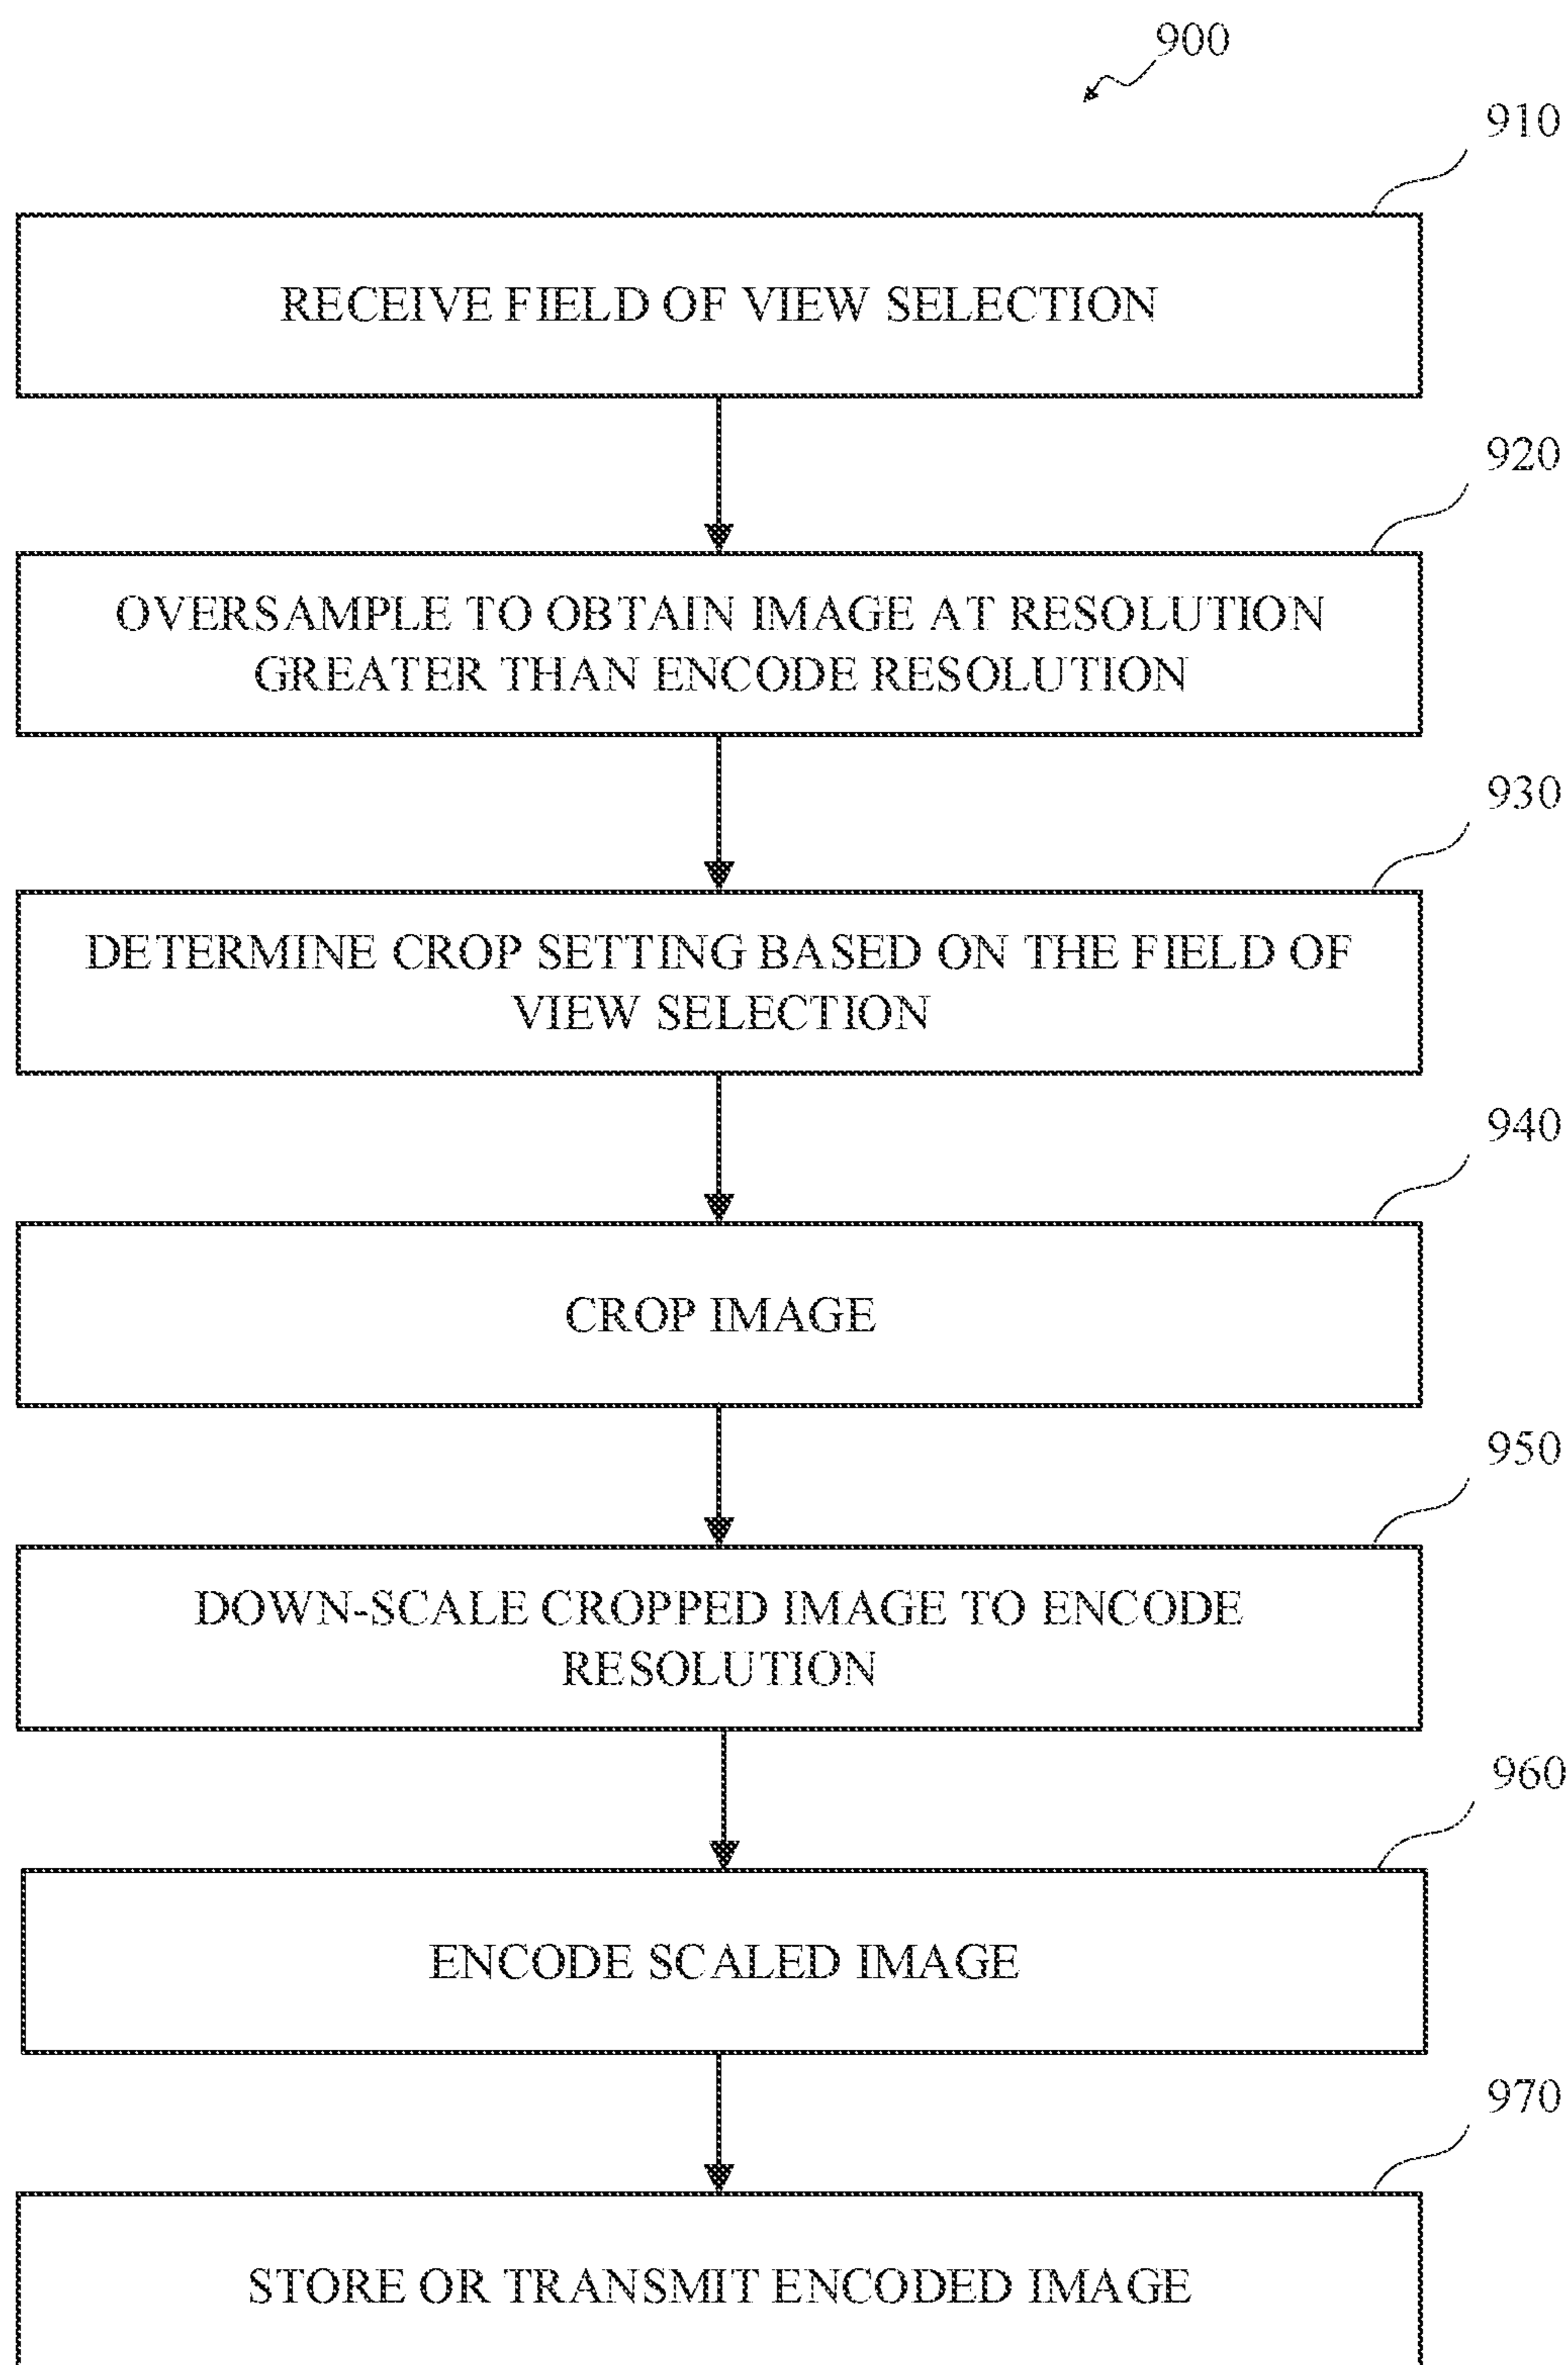 900
910
RECEIVE FIELD OF VIEW SELECTION
920
OVERSAMPLE TO OBTAIN IMAGE AT RESOLUTION
GREATER THAN ENCODE RESOLUTION
930
DETERMINE CROP SETTING BASED ON THE FIELD OF
VIEW SELECTION
940
CROP IMAGE
950
DOWN-SCALE CROPPED IMAGE TO ENCODE
RESOLUTION
960
ENCODE SCALED IMAGE
970
STORE OR TRANSMIT ENCODED IMAGE